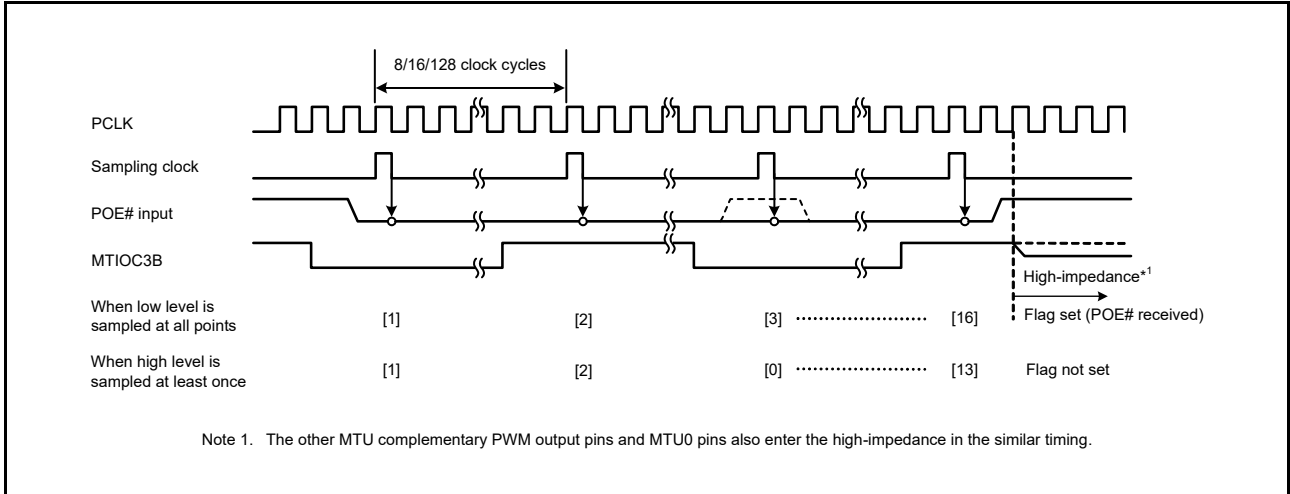 8/16/128 clock cycles
PCLK
Sampling clock
POE# input
MTIOC3B
High-impedance*1
When low level is
sampled at all points
[1]
[2]
[3]
[16]
Flag set (POE# received)
When high level is
sampled at least once
[1]
[2]
[0]
[13]
Flag not set
Note 1. The other MTU complementary PWM output pins and MTU0 pins also enter the high-impedance in the similar timing.